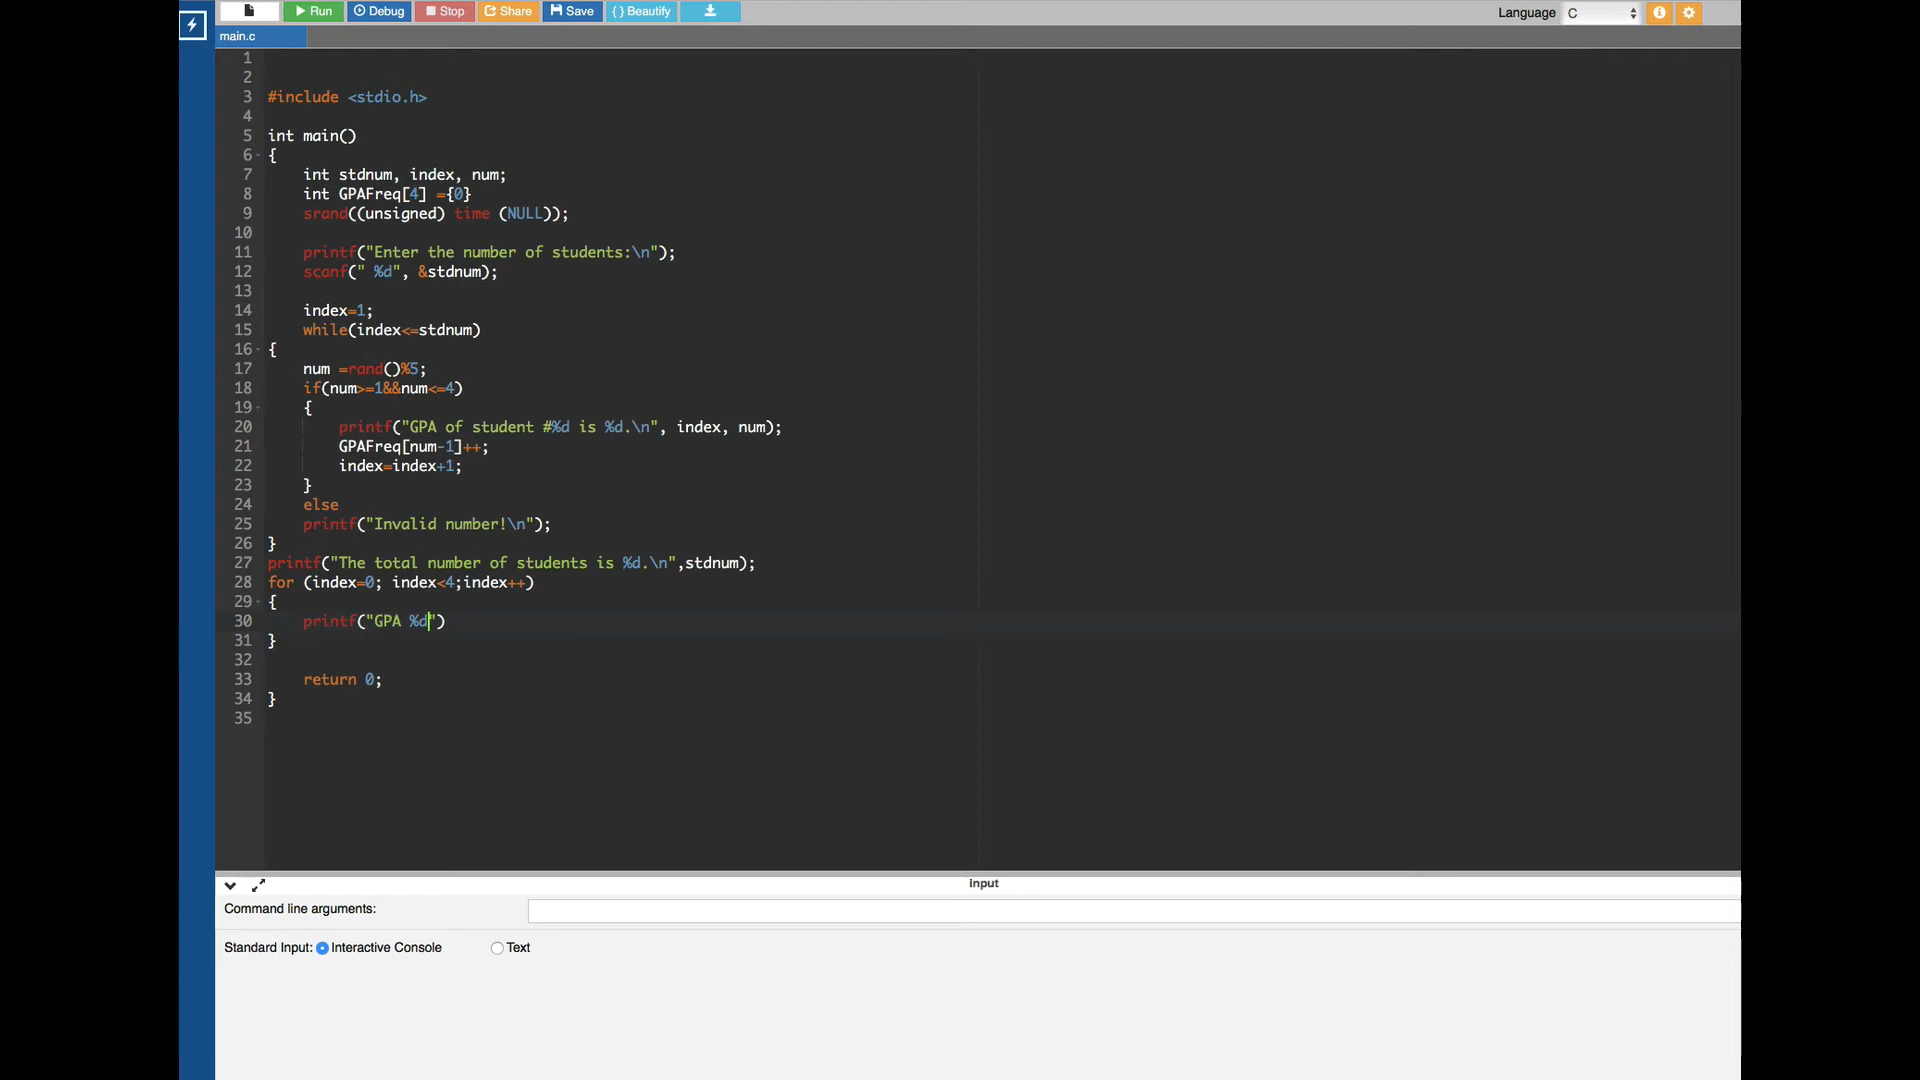 Run Debug Stop Share Save { } Beautify Language C
main.c
1
2
3 #include <stdio.h>
4
5 int main()
6 {
7 int stdnum, index, num;
8 int GPAFreq[4] ={0}
9 srand((unsigned) time (NULL));
10
11 printf("Enter the number of students:\n");
12 scanf(" %d", &stdnum);
13
14 index=1;
15 while(index<=stdnum)
16 {
17 num =rand()%5;
18 if(num>=1&&num<=4)
19 {
20 printf("GPA of student #%d is %d.\n", index, num);
21 GPAFreq[num-1]++;
22 index=index+1;
23 }
24 else
25 printf("Invalid number!\n");
26 }
27 printf("The total number of students is %d.\n",stdnum);
28 for (index=0; index<4;index++)
29 {
30 printf("GPA %d")
31 }
32
33 return 0;
34 }
35
input
Command line arguments:
Standard Input: Interactive Console Text